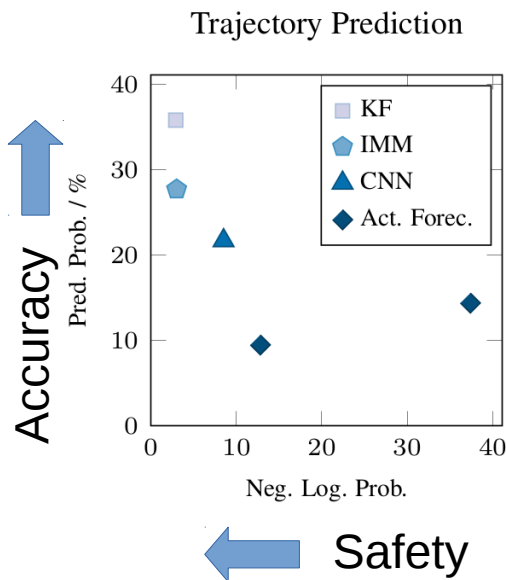 Trajectory Prediction
40
30
20
10
0
Pred. Prob. / %
Accuracy
KF
IMM
CNN
Act. Forec.
0 10 20 30 40
Neg. Log. Prob.
Safety